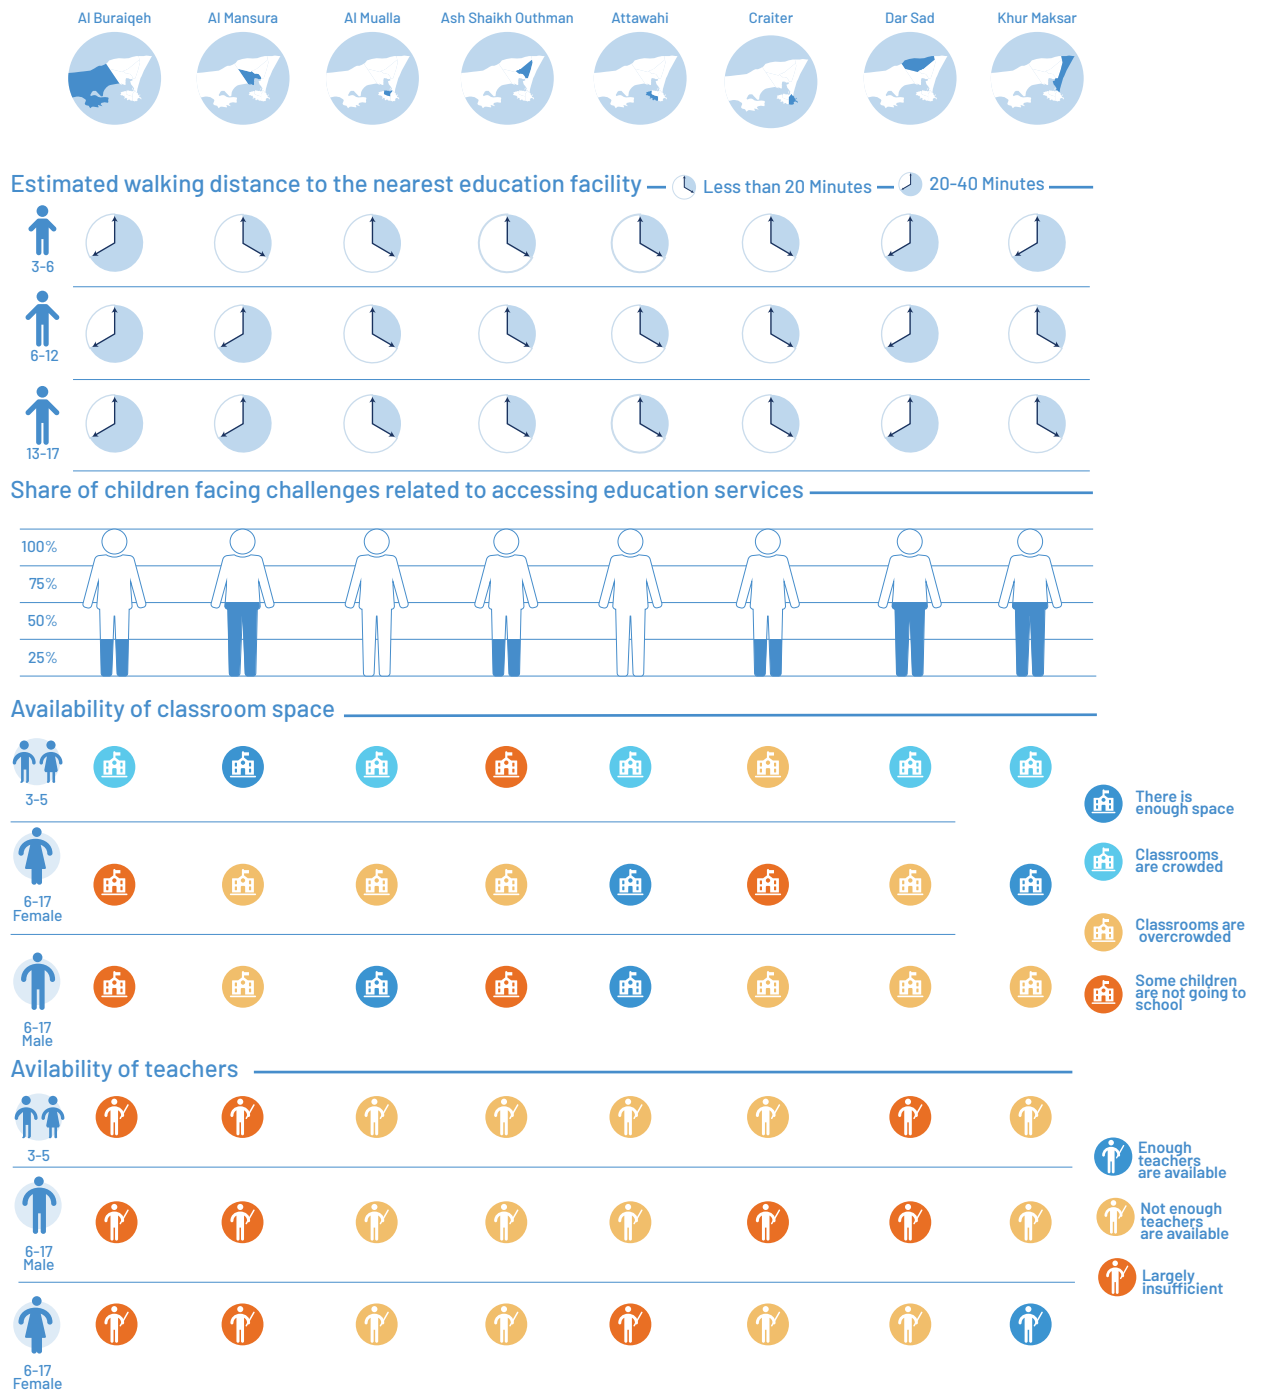 Al Buraiqeh Al Mansura Al Mualla Ash Shaikh Outhman Attawahi Craiter Dar Sad Khur Maksar
Estimated walking distance to the nearest education facility Less than 20 Minutes 20-40 Minutes
3-6
6-12
13-17
Share of children facing challenges related to accessing education services
100%
75%
50%
25%
Availability of classroom space
3-5
6-17
Female
6-17
Male
There is
enough space
Classrooms
are crowded
Classrooms are
overcrowded
Some children
are not going to
school
Avilability of teachers
3-5
6-17
Male
6-17
Female
Enough
teachers
are available
Not enough
teachers
are available
Largely
insufficient